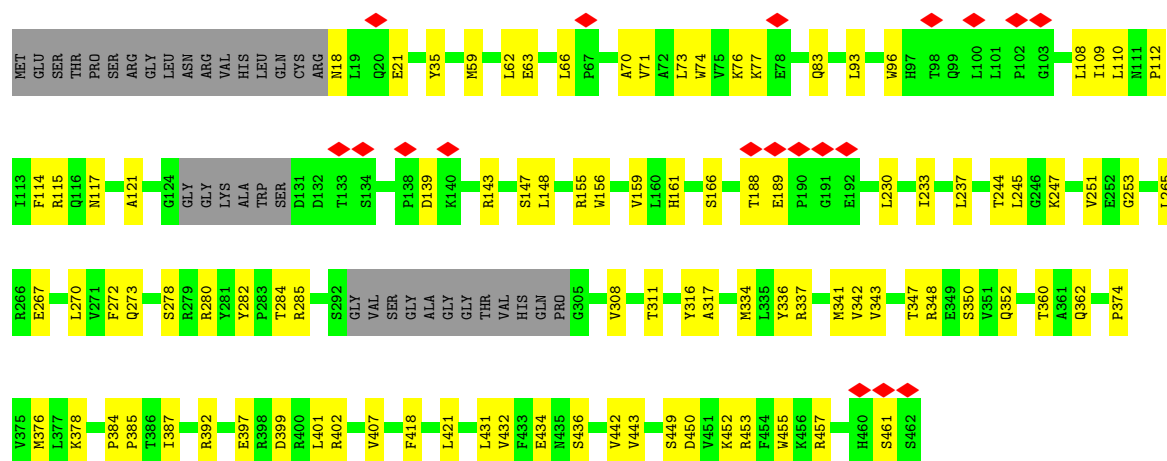 MET GLU SER THR PRO SER ARG GLY LEU ASN ARG VAL HIS LEU GLN CYS ARG N18 L19 Q20 E21 Y35 M59 L62 E63 L66 P67 A70 V71 A72 L73 W74 V75 K76 K77 E78 Q83 L93 W96 H97 T98 Q99 L100 L101 P102 G103 L108 I109 L110 N111 P112
I113 F114 R115 Q116 N117 A121 G124 GLY GLY LYS ALA TRP SER D131 D132 T133 S134 P138 D139 K140 R143 S147 L148 R155 W156 V159 L160 H161 S166 T188 E189 P190 G191 E192 L230 I233 L237 T244 L245 G246 K247 V251 E252 G253 L265
R266 E267 L270 V271 F272 Q273 S278 R279 R280 Y281 Y282 P283 T284 R285 S292 GLY VAL SER GLY ALA GLY GLY THR VAL HIS GLN PRO G305 V308 T311 Y316 A317 M334 L335 Y336 R337 M341 V342 V343 T347 R348 E349 S350 V351 Q352 T360 A361 Q362 P374
V375 M376 L377 K378 P384 P385 T386 I387 R392 E397 R398 D399 R400 L401 R402 V407 F418 L421 L431 V432 F433 E434 N435 S436 V442 V443 S449 D450 V451 K452 R453 F454 W455 K456 R457 H460 S461 S462